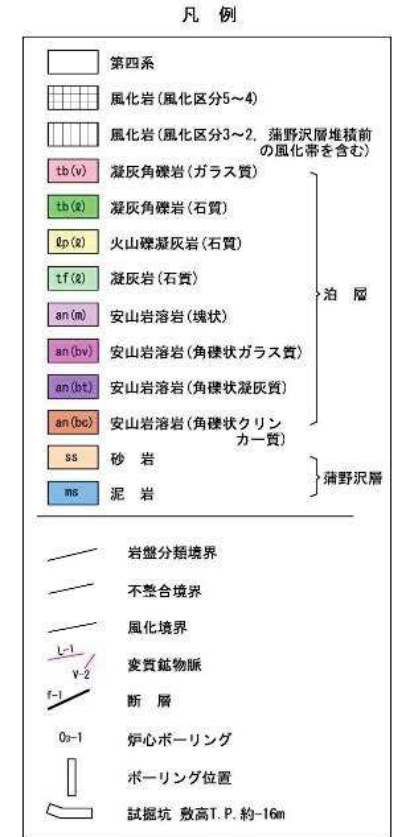 凡 例
第四系
風化岩(風化区分5~4)
風化岩(風化区分3~2, 蒲野沢層堆積前
の風化帯を含む)
tb(v) 凝灰角礫岩(ガラス質)
tb(ℓ) 凝灰角礫岩(石質)
ℓp(ℓ) 火山礫凝灰岩(石質)
tf(ℓ) 凝灰岩(石質)
泊 層
an(m) 安山岩溶岩(塊状)
an(bv) 安山岩溶岩(角礫状ガラス質)
an(bt) 安山岩溶岩(角礫状凝灰質)
an(bc) 安山岩溶岩(角礫状クリン
カー質)
ss 砂 岩
蒲野沢層
ms 泥 岩
岩盤分類境界
不整合境界
風化境界
L-1
V-2
変質鉱物脈
f-1
断 層
O3-1 炉心ボーリング
ボーリング位置
試掘坑 敷高T.P.約-16m